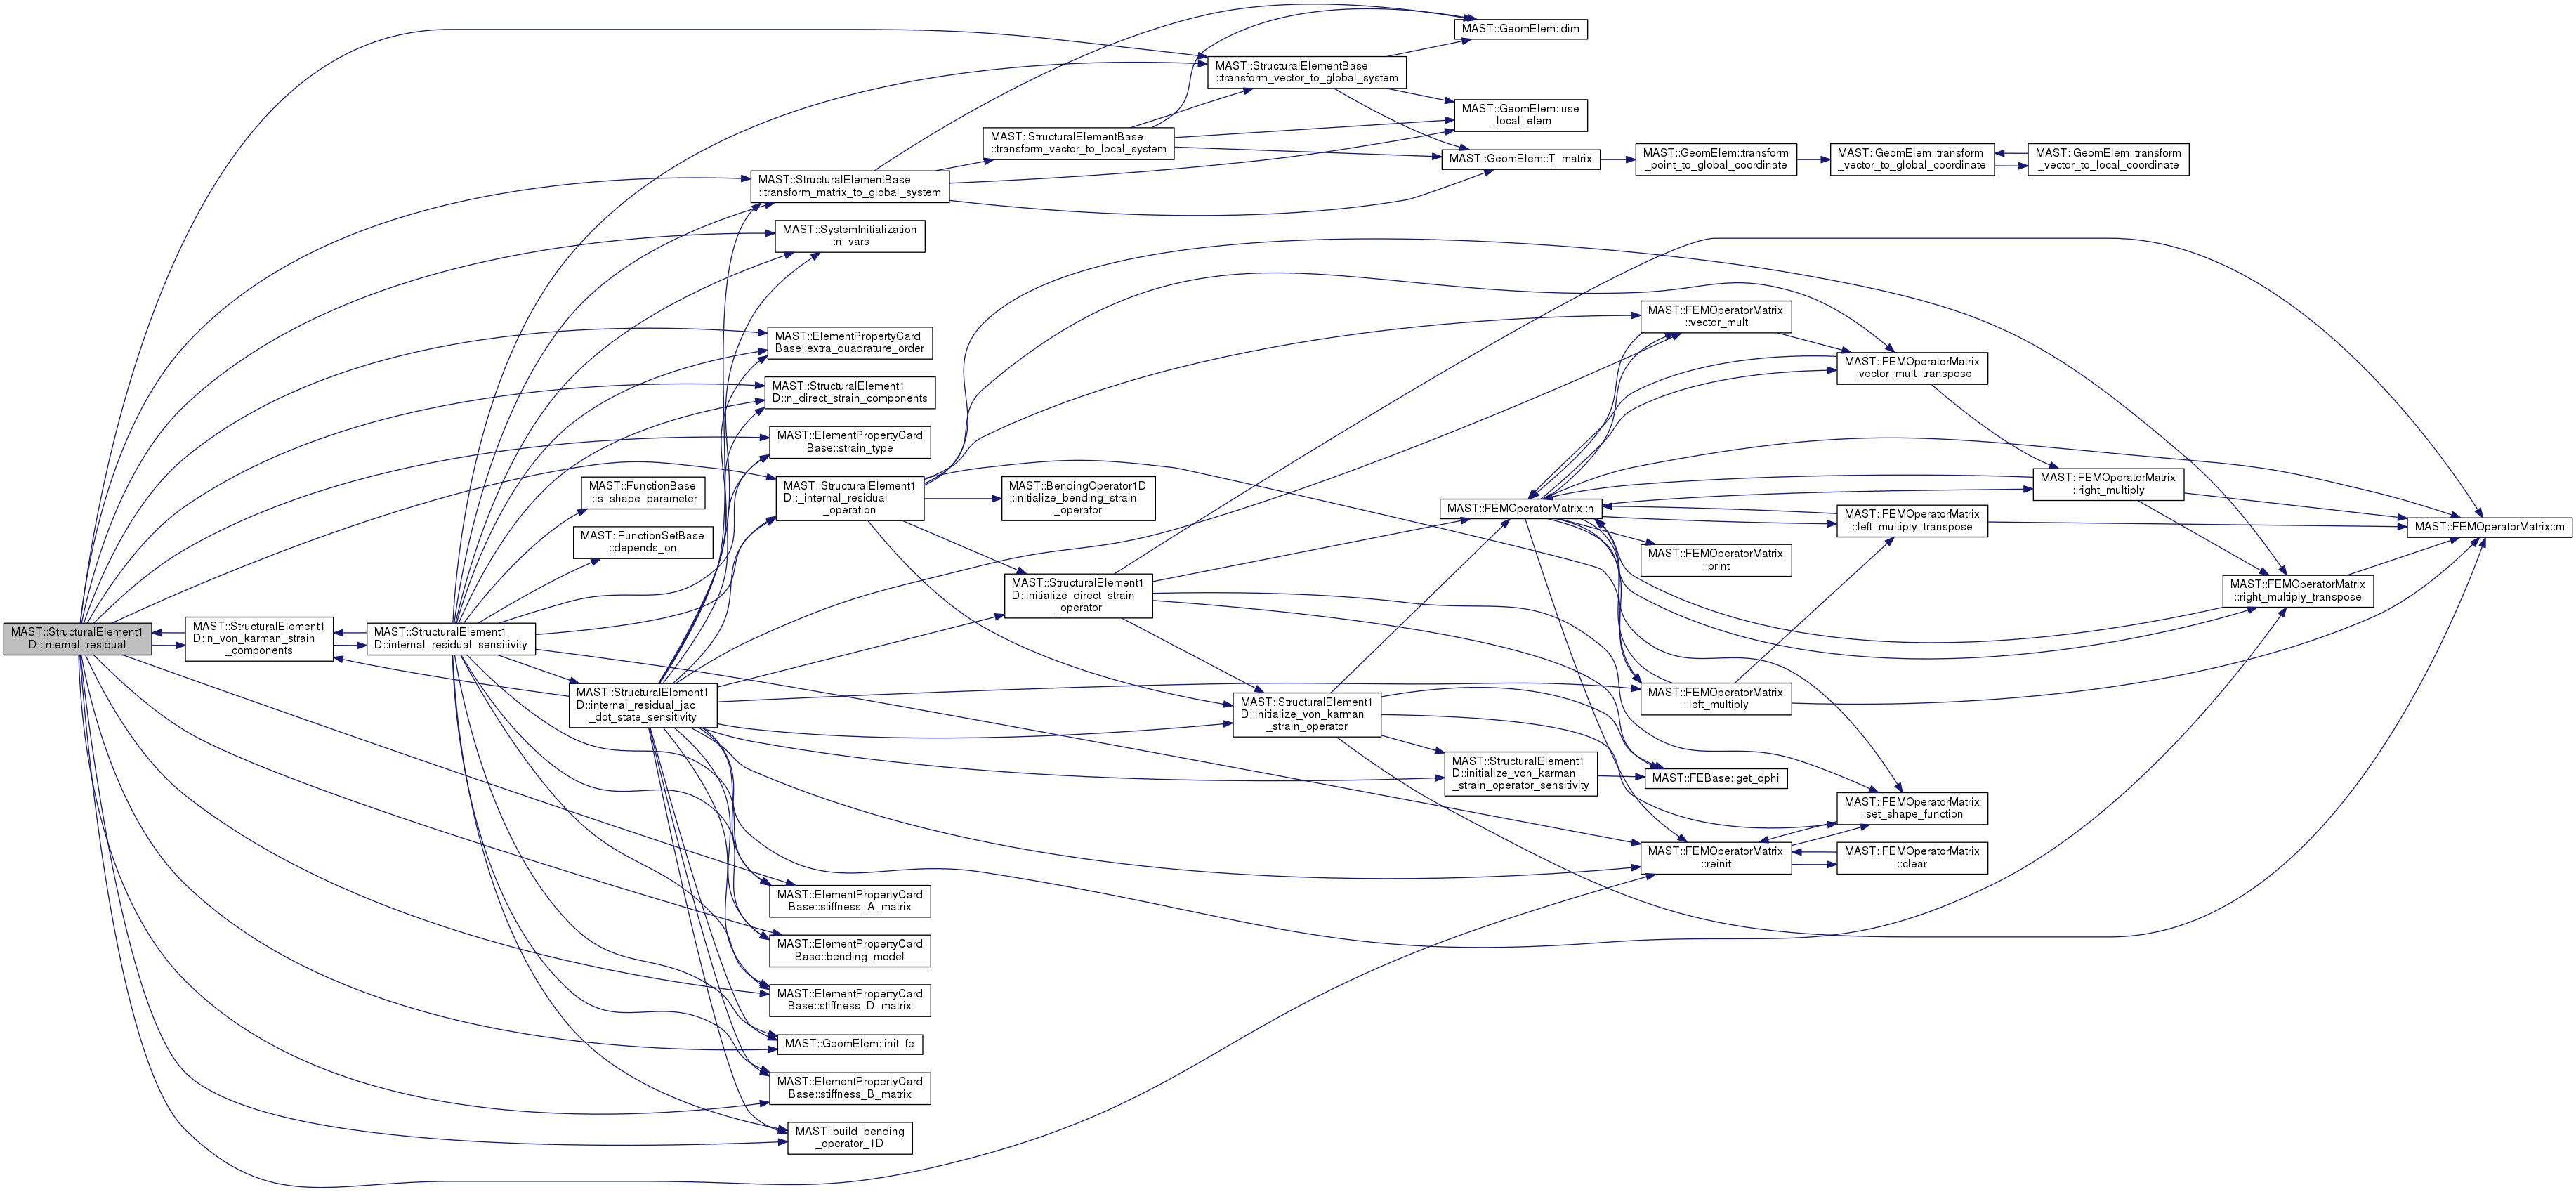 MAST::StructuralElement1
D::internal_residual
MAST::StructuralElement1
D::n_von_karman_strain
_components
MAST::StructuralElement1
D::internal_residual_sensitivity
MAST::FunctionBase
::is_shape_parameter
MAST::FunctionSetBase
::depends_on
MAST::StructuralElement1
D::internal_residual_jac
_dot_state_sensitivity
MAST::StructuralElementBase
::transform_matrix_to_global_system
MAST::SystemInitialization
::n_vars
MAST::ElementPropertyCard
Base::extra_quadrature_order
MAST::StructuralElement1
D::n_direct_strain_components
MAST::ElementPropertyCard
Base::strain_type
MAST::StructuralElement1
D::_internal_residual
_operation
MAST::ElementPropertyCard
Base::stiffness_A_matrix
MAST::ElementPropertyCard
Base::bending_model
MAST::ElementPropertyCard
Base::stiffness_D_matrix
MAST::GeomElem::init_fe
MAST::ElementPropertyCard
Base::stiffness_B_matrix
MAST::build_bending
_operator_1D
MAST::StructuralElementBase
::transform_vector_to_local_system
MAST::BendingOperator1D
::initialize_bending_strain
_operator
MAST::StructuralElement1
D::initialize_direct_strain
_operator
MAST::StructuralElementBase
::transform_vector_to_global_system
MAST::StructuralElement1
D::initialize_von_karman
_strain_operator
MAST::GeomElem::dim
MAST::GeomElem::use
_local_elem
MAST::GeomElem::T_matrix
MAST::FEMOperatorMatrix::n
MAST::StructuralElement1
D::initialize_von_karman
_strain_operator_sensitivity
MAST::GeomElem::transform
_point_to_global_coordinate
MAST::FEMOperatorMatrix
::vector_mult
MAST::FEMOperatorMatrix
::print
MAST::FEMOperatorMatrix
::left_multiply
MAST::FEBase::get_dphi
MAST::FEMOperatorMatrix
::reinit
MAST::GeomElem::transform
_vector_to_global_coordinate
MAST::FEMOperatorMatrix
::vector_mult_transpose
MAST::FEMOperatorMatrix
::left_multiply_transpose
MAST::FEMOperatorMatrix
::set_shape_function
MAST::FEMOperatorMatrix
::clear
MAST::GeomElem::transform
_vector_to_local_coordinate
MAST::FEMOperatorMatrix
::right_multiply
MAST::FEMOperatorMatrix
::right_multiply_transpose
MAST::FEMOperatorMatrix::m